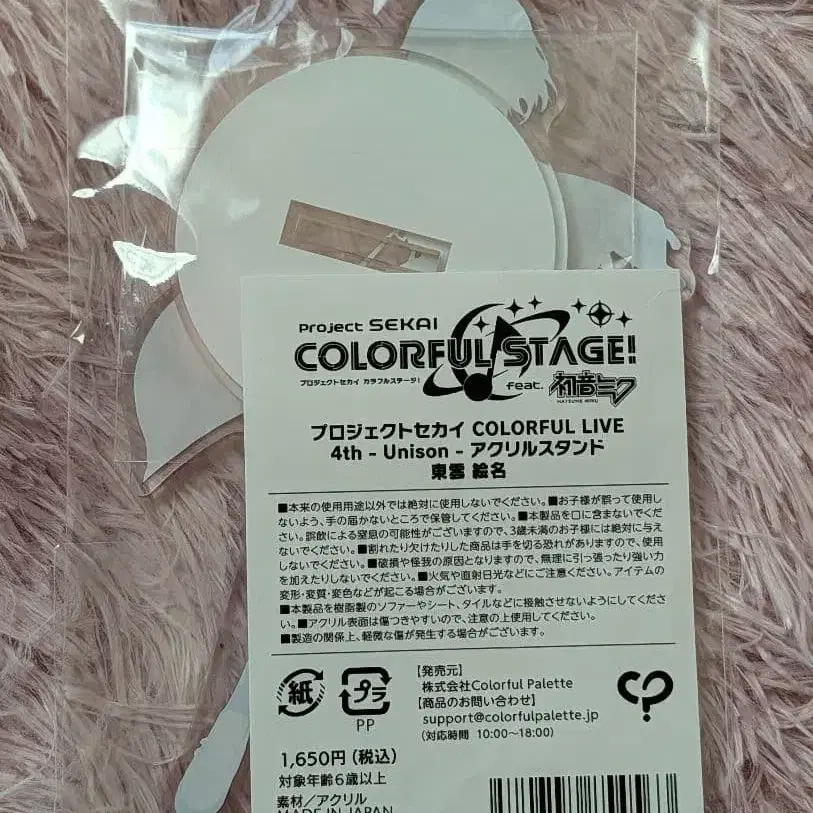 Project SEKAI
COLORFUL STAGE!
プロジェクトセカイ カラフルステージ!
feat. 初音ミク
HATSUNE MIKU
プロジェクトセカイ COLORFUL LIVE
4th - Unison - アクリルスタンド
東雲 絵名
■本来の使用用途以外では絶対に使用しないでください。■お子様が誤って使用し
ないよう、手の届かないところで保管してください。■本製品を口に含まないでくだ
さい。誤飲による窒息の可能性がございますので、3歳未満のお子様には絶対に与え
ないでください。■割れたり欠けたりした商品は手を切る恐れがありますので、使用
しないでください。■破損や怪我の原因となりますので、無理に引っ張ったり強い力
を加えたりしないでください。■火気や直射日光などにご注意ください。アイテムの
変形・変質・変色などが起こる場合がございます。
■本製品を樹脂製のソファーやシート、タイルなどに接触させないようにしてくださ
い。■アクリル表面は傷つきやすいので、注意の上使用してください。
■製造の関係上、軽微な傷が発生する場合がございます。
紙
プラ
PP
【発売元】
株式会社Colorful Palette
【商品のお問い合わせ】
support@colorfulpalette.jp
(対応時間 10:00〜18:00)
1,650円(税込)
対象年齢6歳以上
素材/アクリル
MADE IN JAPAN